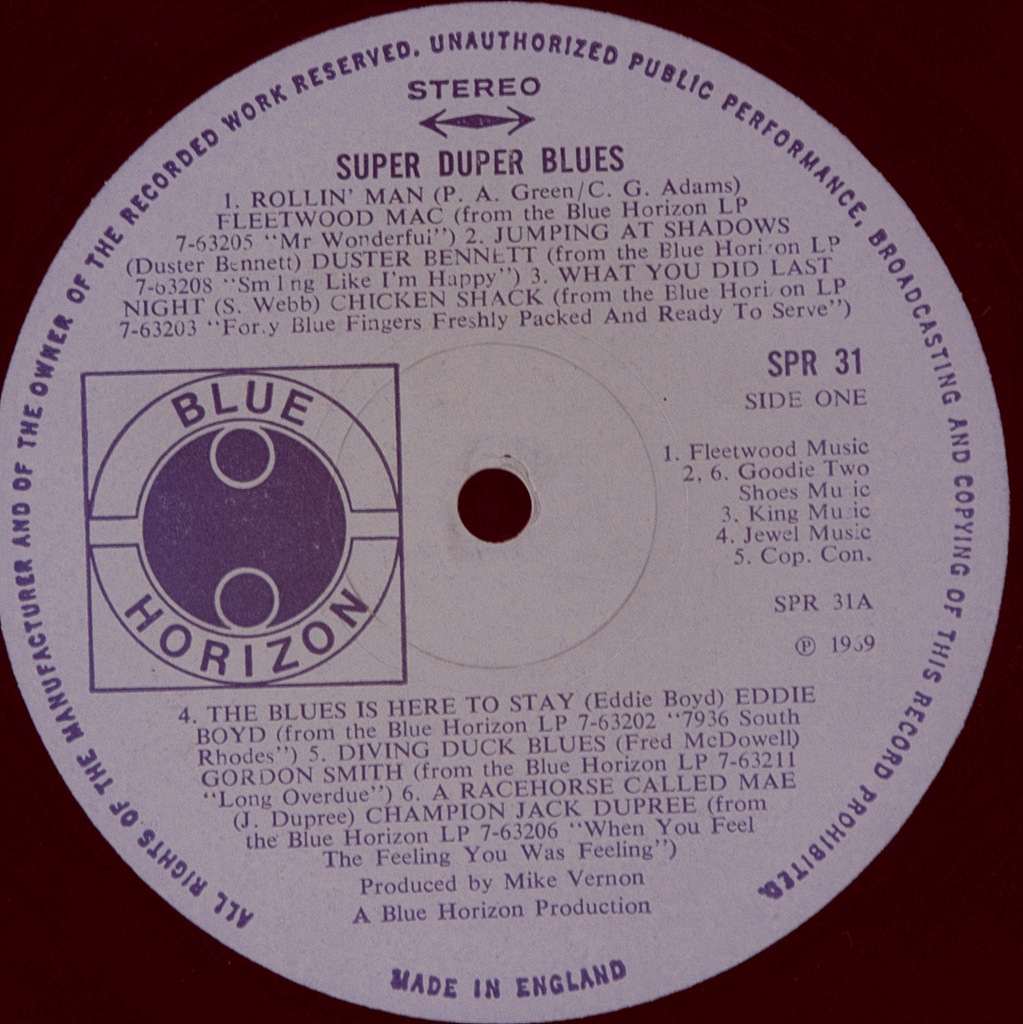 ALL RIGHTS OF THE MANUFACTURER AND OF THE OWNER OF THE RECORDED WORK RESERVED. UNAUTHORIZED PUBLIC PERFORMANCE, BROADCASTING AND COPYING OF THIS RECORD PROHIBITED.
STEREO
SUPER DUPER BLUES
1. ROLLIN' MAN (P. A. Green/C. G. Adams)
FLEETWOOD MAC (from the Blue Horizon LP
7-63205 "Mr Wonderful") 2. JUMPING AT SHADOWS
(Duster Bennett) DUSTER BENNETT (from the Blue Horizon LP
7-63208 "Smiling Like I'm Happy") 3. WHAT YOU DID LAST
NIGHT (S. Webb) CHICKEN SHACK (from the Blue Horizon LP
7-63203 "Forty Blue Fingers Freshly Packed And Ready To Serve")
SPR 31
SIDE ONE
BLUE
HORIZON
1. Fleetwood Music
2, 6. Goodie Two
Shoes Music
3. King Music
4. Jewel Music
5. Cop. Con.
SPR 31A
℗ 1969
4. THE BLUES IS HERE TO STAY (Eddie Boyd) EDDIE
BOYD (from the Blue Horizon LP 7-63202 "7936 South
Rhodes") 5. DIVING DUCK BLUES (Fred McDowell)
GORDON SMITH (from the Blue Horizon LP 7-63211
"Long Overdue") 6. A RACEHORSE CALLED MAE
(J. Dupree) CHAMPION JACK DUPREE (from
the Blue Horizon LP 7-63206 "When You Feel
The Feeling You Was Feeling")
Produced by Mike Vernon
A Blue Horizon Production
MADE IN ENGLAND